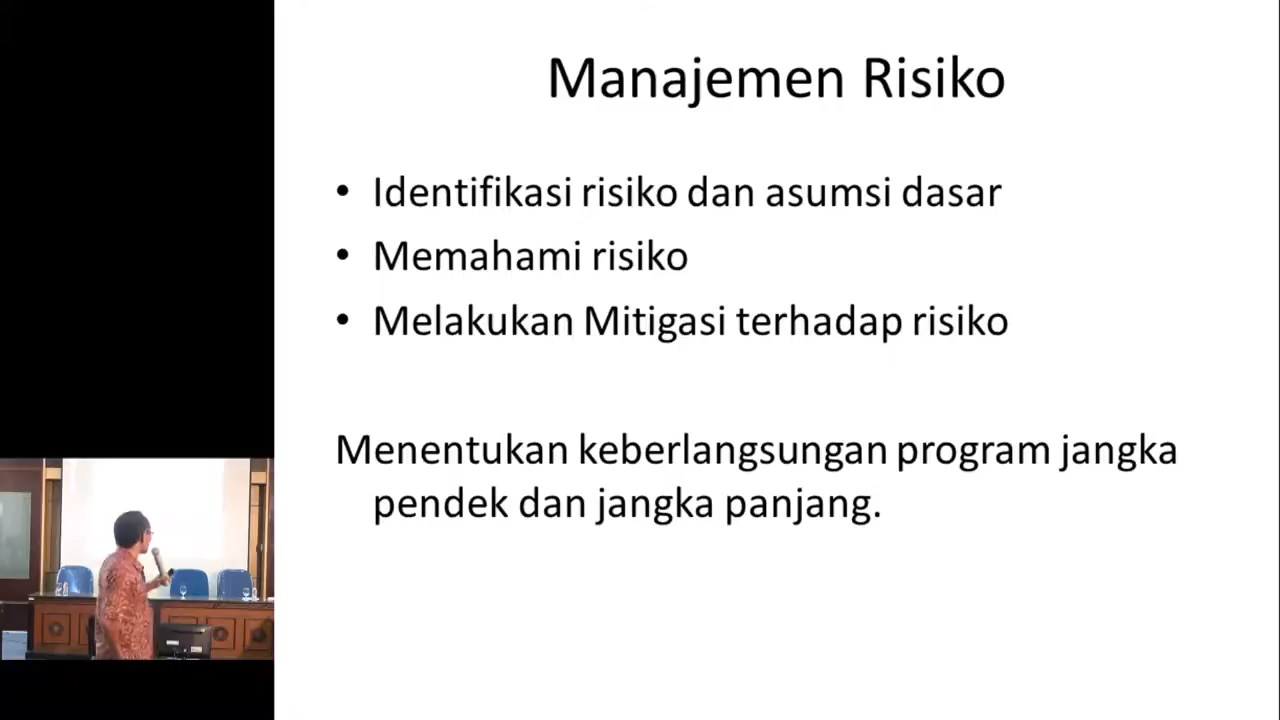 Manajemen Risiko
• Identifikasi risiko dan asumsi dasar
• Memahami risiko
• Melakukan Mitigasi terhadap risiko
Menentukan keberlangsungan program jangka
pendek dan jangka panjang.